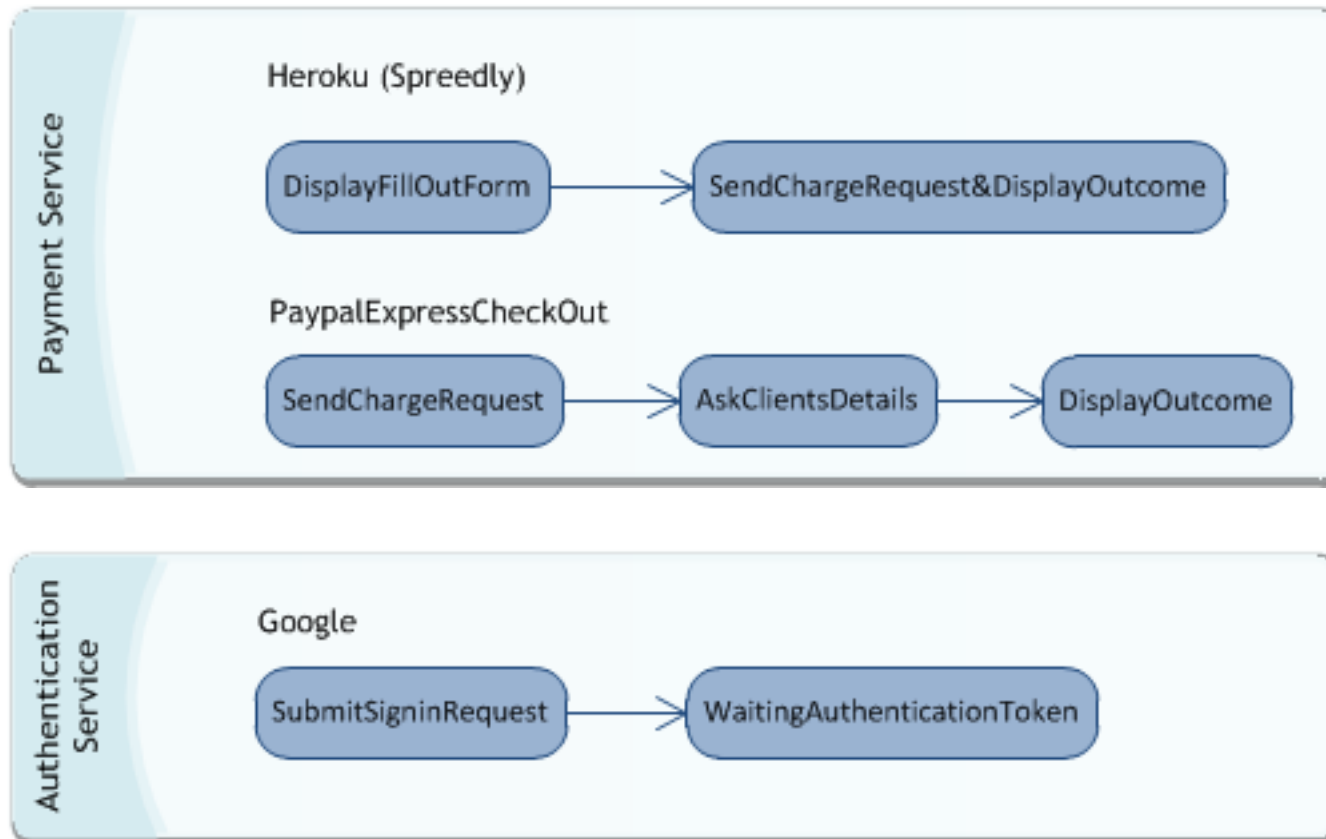 Payment Service
Heroku (Spreedly)
DisplayFillOutForm
SendChargeRequest&DisplayOutcome
PaypalExpressCheckOut
SendChargeRequest
AskClientsDetails
DisplayOutcome
Authentication
Service
Google
SubmitSigninRequest
WaitingAuthenticationToken